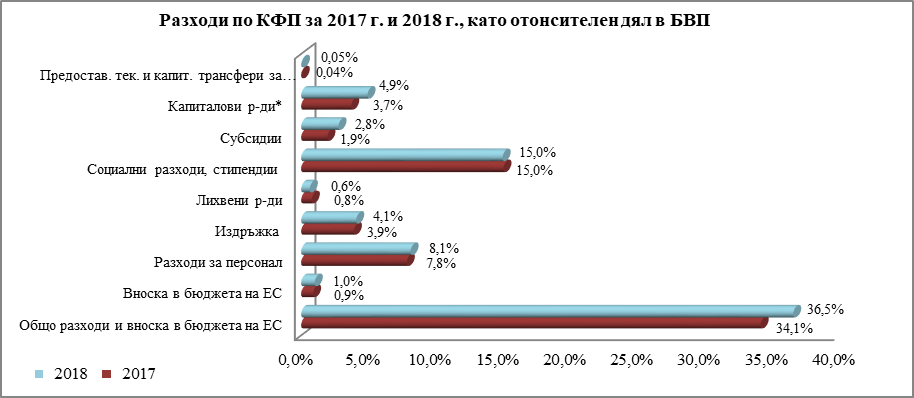 Разходи по КФП за 2017 г. и 2018 г., като отонсителен дял в БВП
Предостав. тек. и капит. трансфери за…
0,05%
0,04%
Капиталови р-ди*
4,9%
3,7%
Субсидии
2,8%
1,9%
Социални разходи, стипендии
15,0%
15,0%
Лихвени р-ди
0,6%
0,8%
Издръжка
4,1%
3,9%
Разходи за персонал
8,1%
7,8%
Вноска в бюджета на ЕС
1,0%
0,9%
Общо разходи и вноска в бюджета на ЕС
36,5%
34,1%
0,0% 5,0% 10,0% 15,0% 20,0% 25,0% 30,0% 35,0% 40,0%
2018 2017